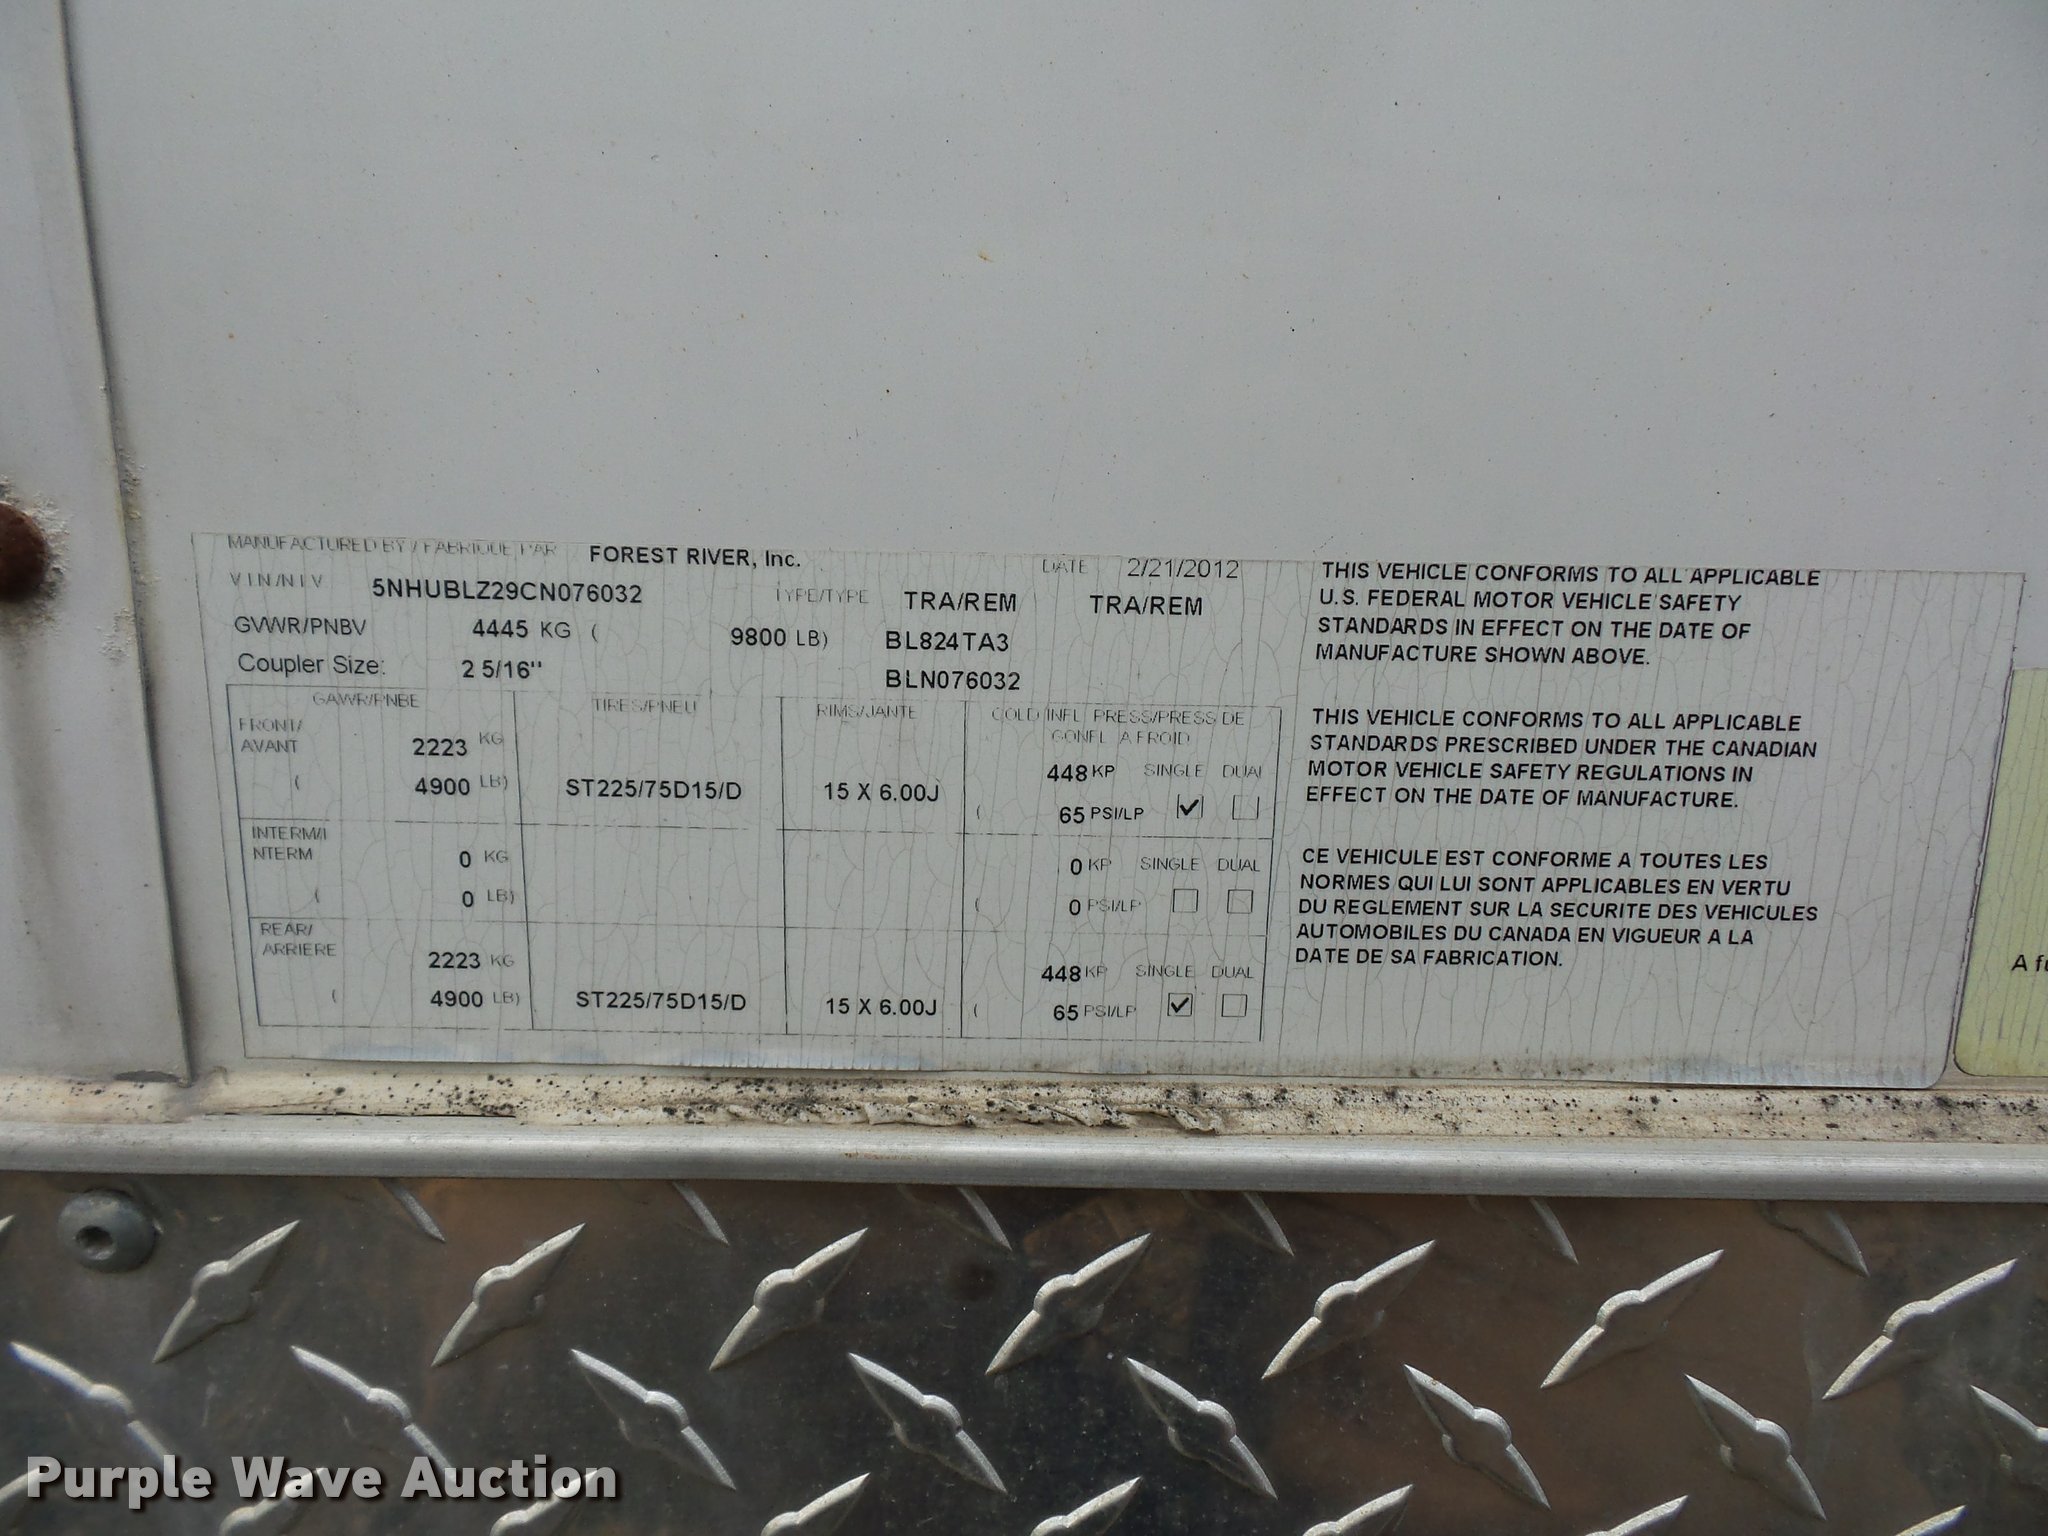 MANUFACTURED BY / FABRIQUE PAR FOREST RIVER, Inc. DATE 2/21/2012
V I N / N I V 5NHUBLZ29CN076032 TYPE/TYPE TRA/REM TRA/REM
GVWR/PNBV 4445 KG ( 9800 LB) BL824TA3
Coupler Size: 2 5/16" BLN076032
GAWR/PNBE TIRES/PNEU RIMS/JANTE COLD INFL PRESS/PRESS DE
GONFL A FROID
FRONT/
AVANT 2223 KG 448 KP SINGLE DUAL
( 4900 LB) ST225/75D15/D 15 X 6.00J ( 65 PSI/LP
INTERM/I
NTERM 0 KG 0 KP SINGLE DUAL
( 0 LB) ( 0 PSI/LP
REAR/
ARRIERE 2223 KG 448 KP SINGLE DUAL
( 4900 LB) ST225/75D15/D 15 X 6.00J ( 65 PSI/LP
THIS VEHICLE CONFORMS TO ALL APPLICABLE
U.S. FEDERAL MOTOR VEHICLE SAFETY
STANDARDS IN EFFECT ON THE DATE OF
MANUFACTURE SHOWN ABOVE.
THIS VEHICLE CONFORMS TO ALL APPLICABLE
STANDARDS PRESCRIBED UNDER THE CANADIAN
MOTOR VEHICLE SAFETY REGULATIONS IN
EFFECT ON THE DATE OF MANUFACTURE.
CE VEHICULE EST CONFORME A TOUTES LES
NORMES QUI LUI SONT APPLICABLES EN VERTU
DU REGLEMENT SUR LA SECURITE DES VEHICULES
AUTOMOBILES DU CANADA EN VIGUEUR A LA
DATE DE SA FABRICATION.
A
Purple Wave Auction